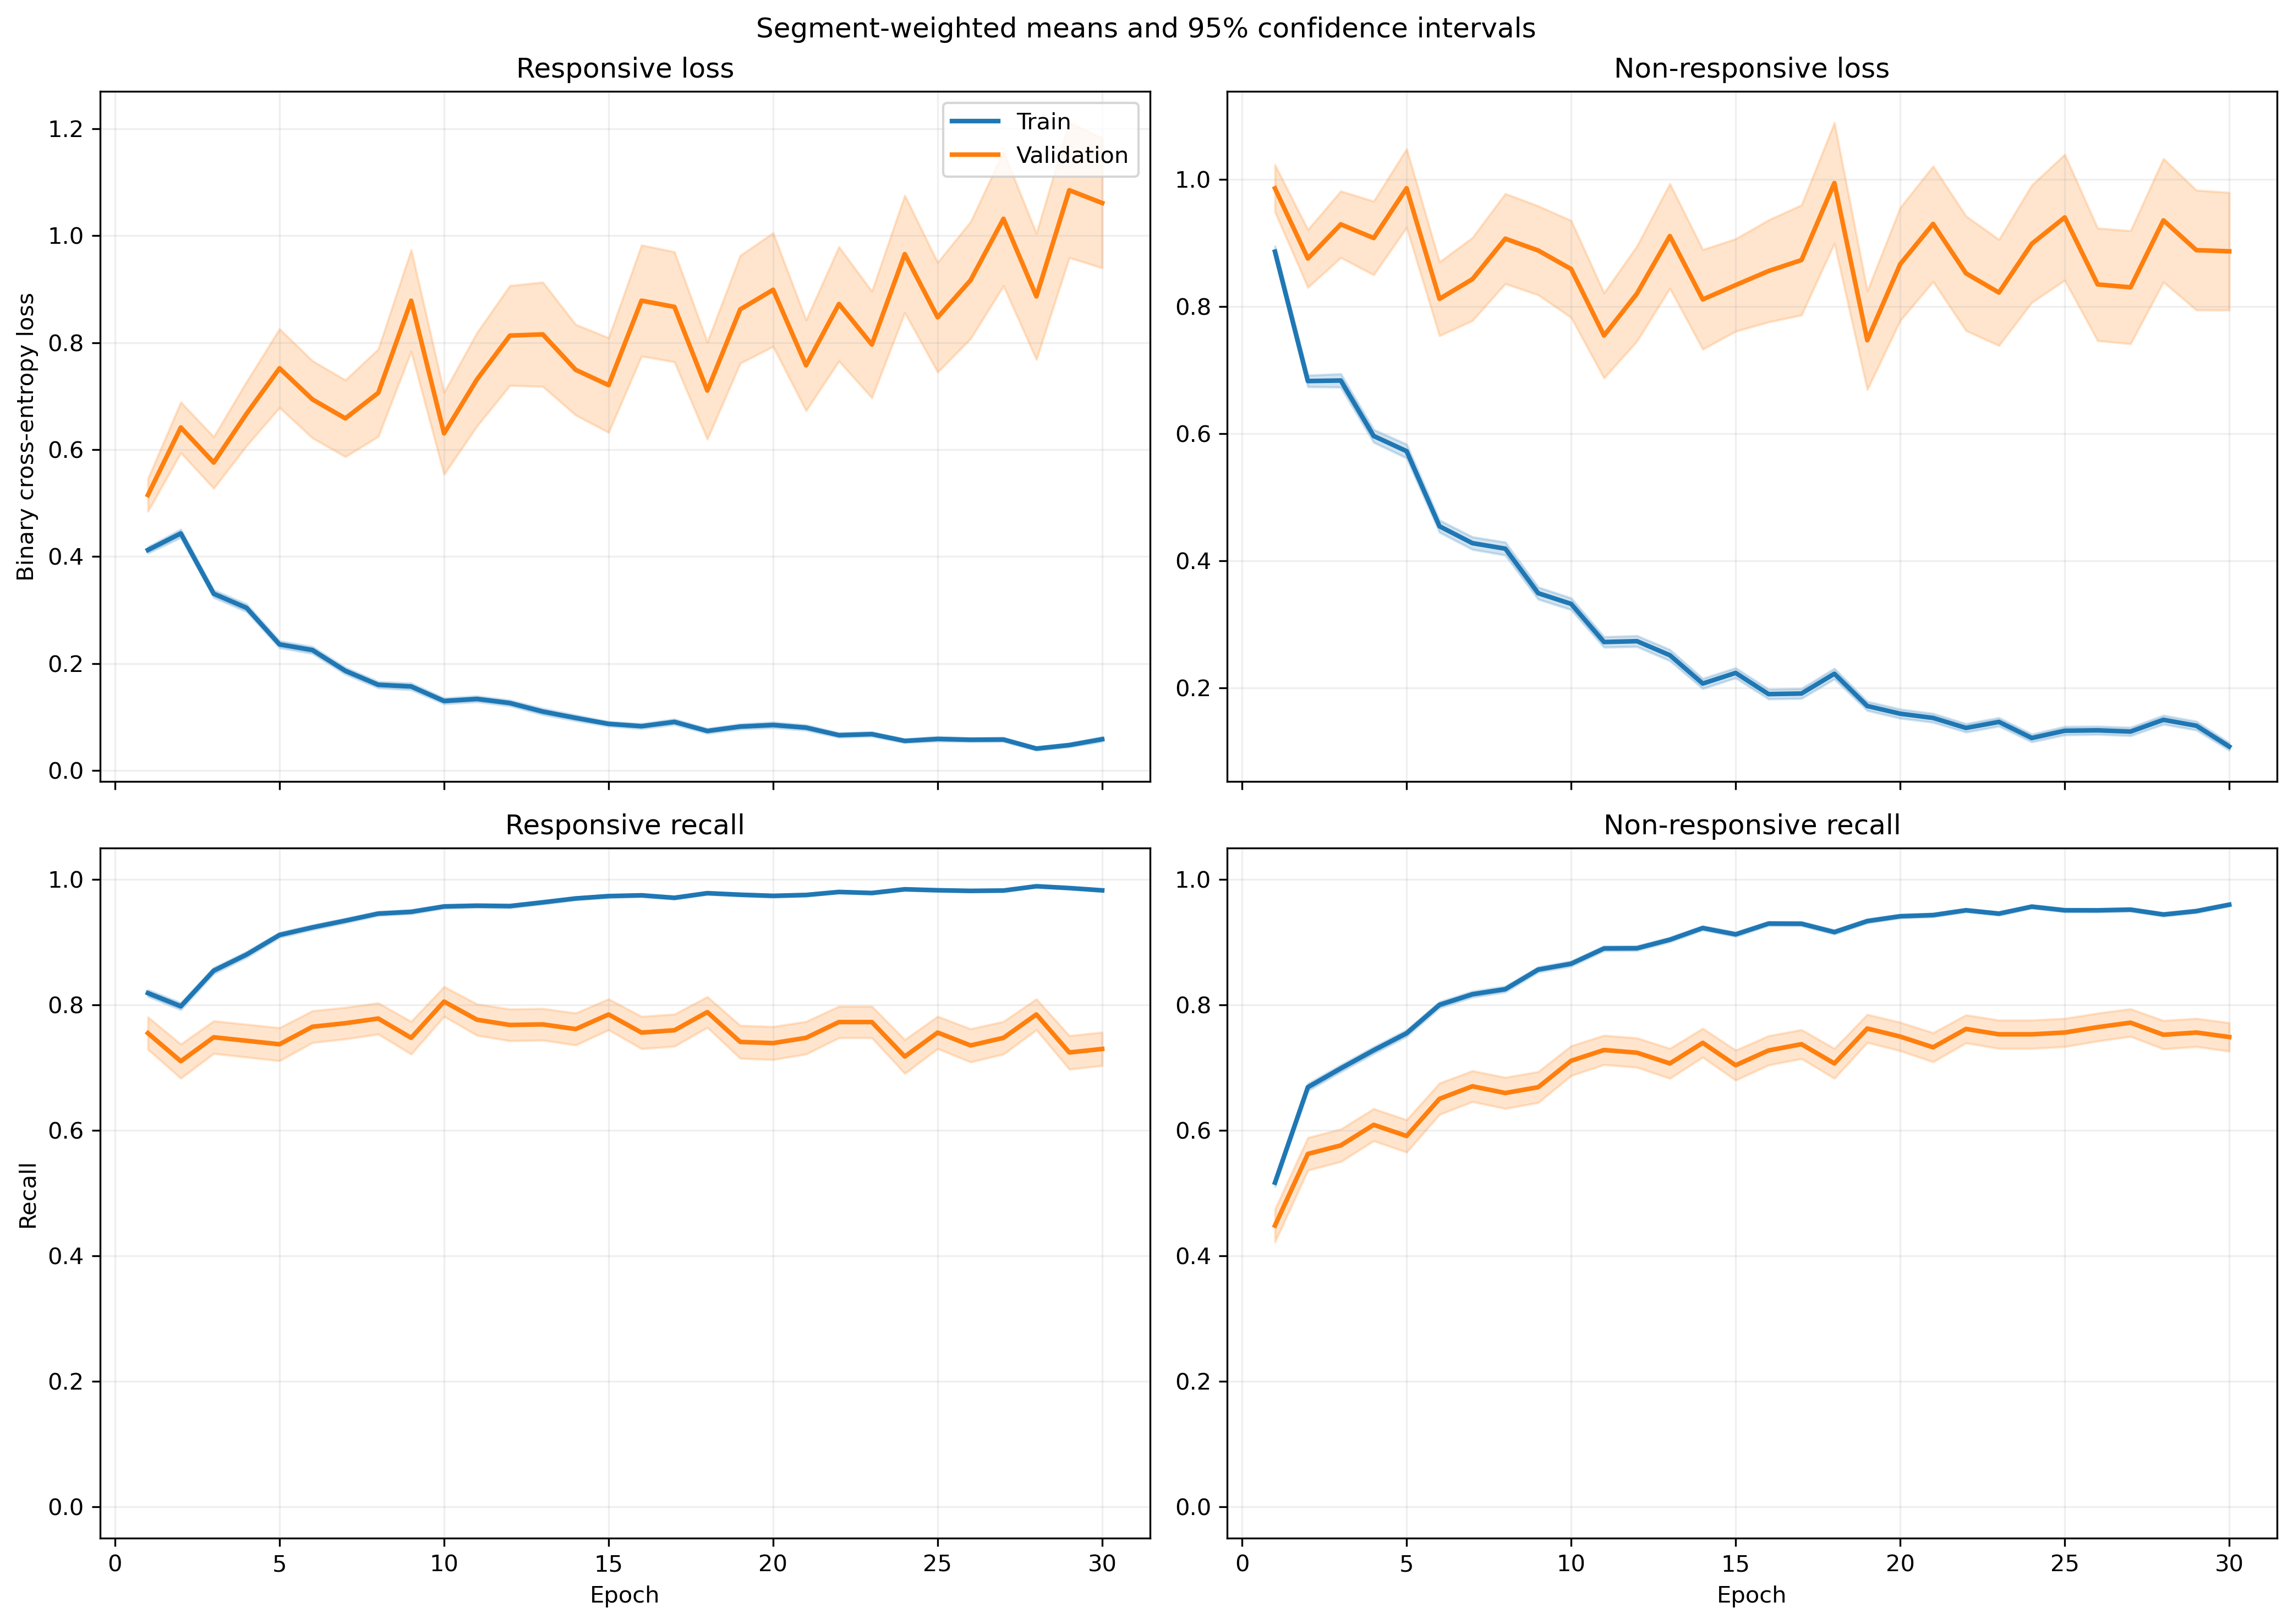 Segment-weighted means and 95% confidence intervals
Responsive loss
Binary cross-entropy loss
1.2
1.0
0.8
0.6
0.4
0.2
0.0
Train
Validation
Non-responsive loss
1.0
0.8
0.6
0.4
0.2
Responsive recall
Recall
1.0
0.8
0.6
0.4
0.2
0.0
0 5 10 15 20 25 30
Epoch
Non-responsive recall
1.0
0.8
0.6
0.4
0.2
0.0
0 5 10 15 20 25 30
Epoch